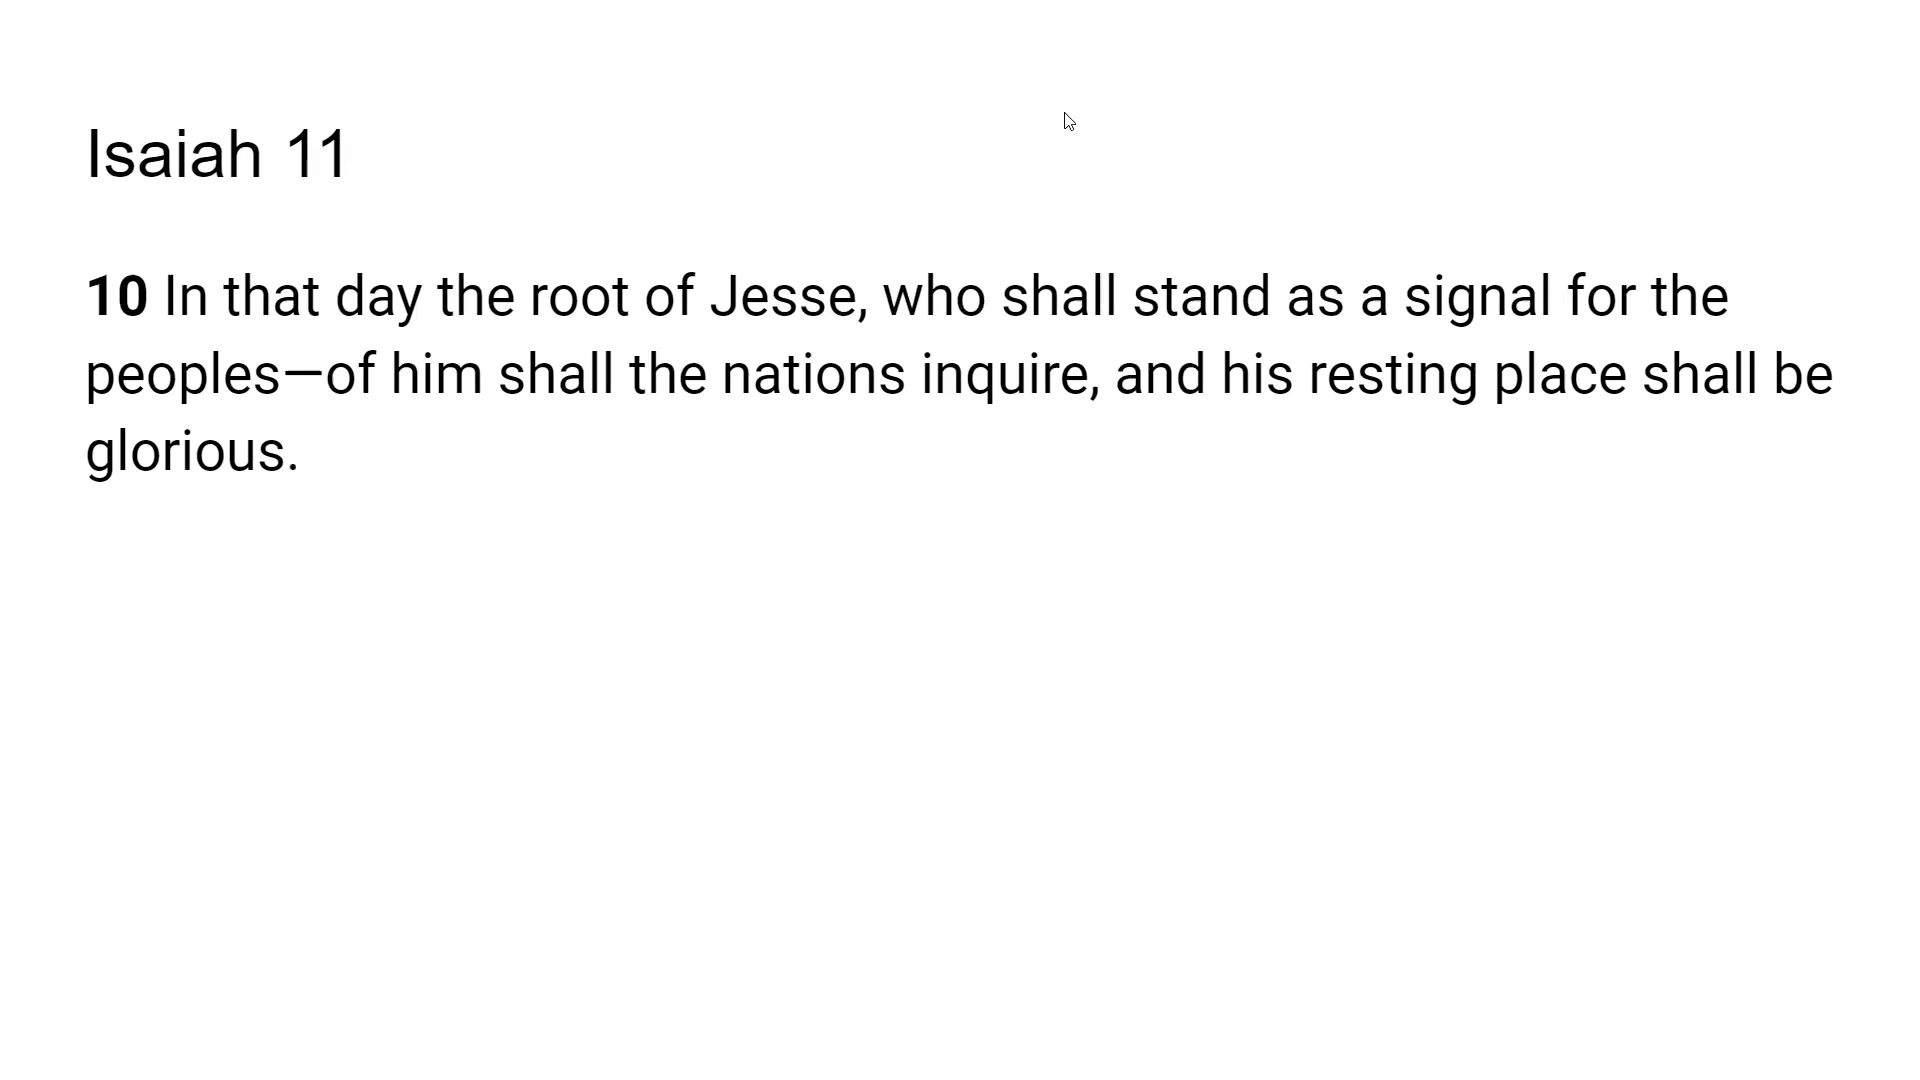 Isaiah 11
10 In that day the root of Jesse, who shall stand as a signal for the
peoples—of him shall the nations inquire, and his resting place shall be
glorious.